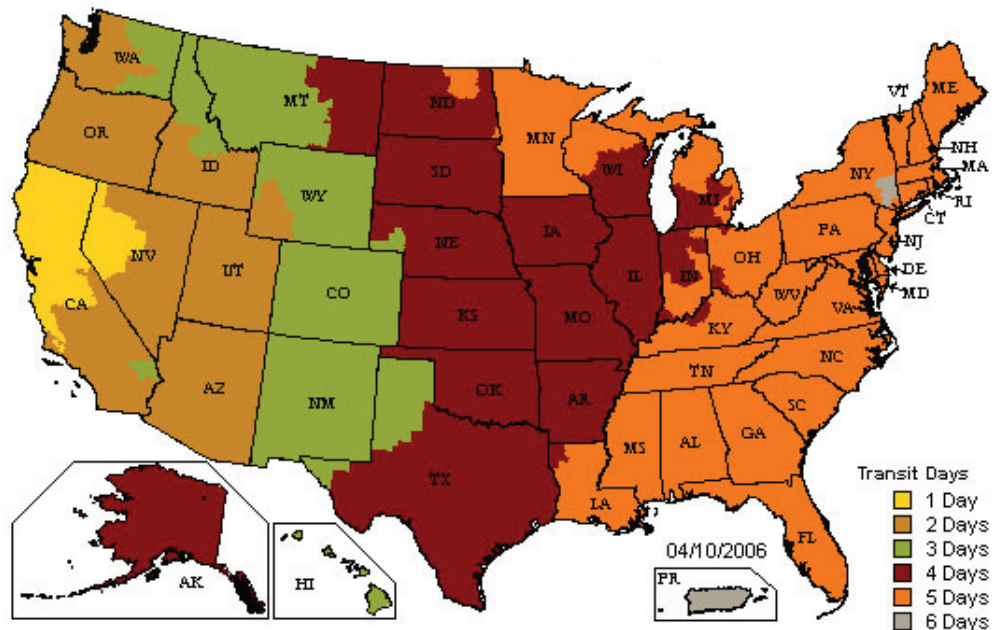 WA
MT
ND
MN
VT
ME
OR
ID
SD
WI
NY
NH
MA
WY
MI
RI
CT
NV
NE
IA
PA
NJ
UT
CO
IL
IN
OH
DE
MD
CA
KS
MO
WV
VA
KY
AZ
NM
OK
AR
TN
NC
SC
TX
MS
AL
GA
LA
FL
AK
HI
PR
04/10/2006
Transit Days
1 Day
2 Days
3 Days
4 Days
5 Days
6 Days